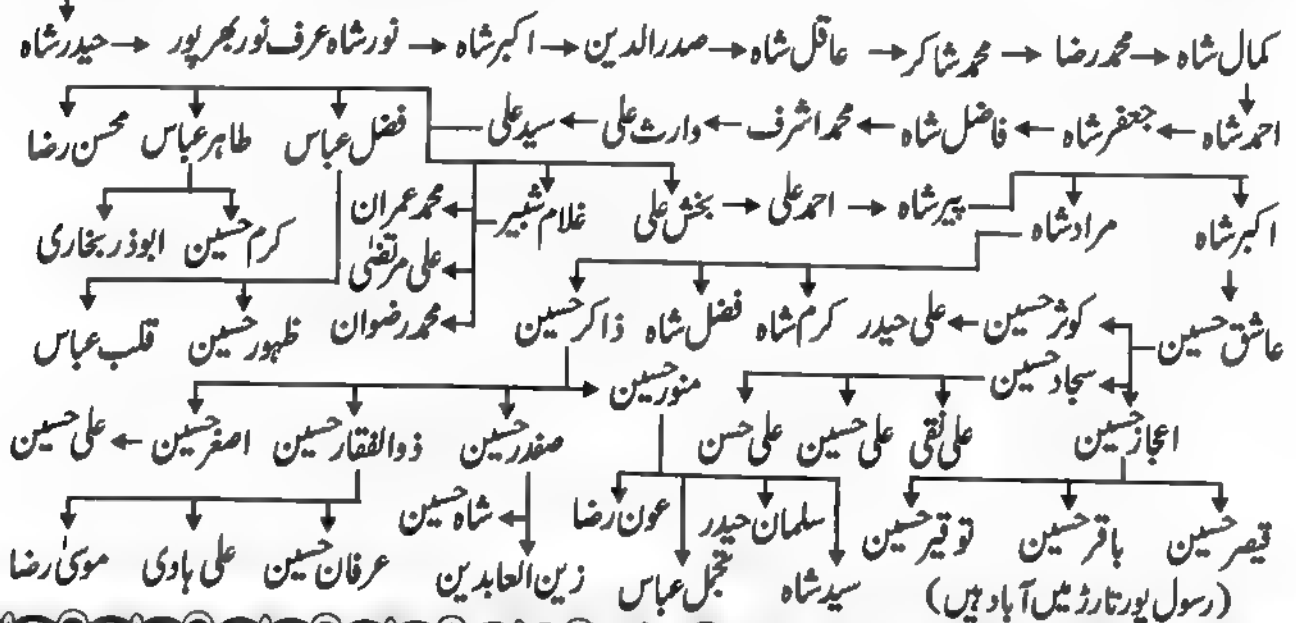 کمال شاہ → محمد رضا → محمد شاکر → عاقل شاہ → صدر الدین → اکبر شاہ → نور شاہ عرف نور بھر پور → حیدر شاہ
احمد شاہ ← جعفر شاہ ← فاضل شاہ ← محمد اشرف ← وارث علی ← سید علی
فضل عباس طاہر عباس محسن رضا
اکبر شاہ مراد شاہ پیر شاہ → احمد علی → بخش علی غلام شبیر محمد عمران
کرم حسین ابوذر بخاری
علی مرتضیٰ
محمد رضوان
عاشق حسین کوثر حسین ← علی حیدر کرم شاہ فضل شاہ ذاکر حسین ظہور حسین قلب عباس
سجاد حسین منور حسین
اعجاز حسین علی نقی علی حسین علی حسن صفدر حسین ذوالفقار حسین اصغر حسین ← علی حسین
قیصر حسین باقر حسین توقیر حسین سلمان حیدر عون رضا شاہ حسین
سید شاہ تجمل عباس زین العابدین عرفان حسین علی ہادی موسیٰ رضا
(رسول پور تارڑ میں آباد ہیں)